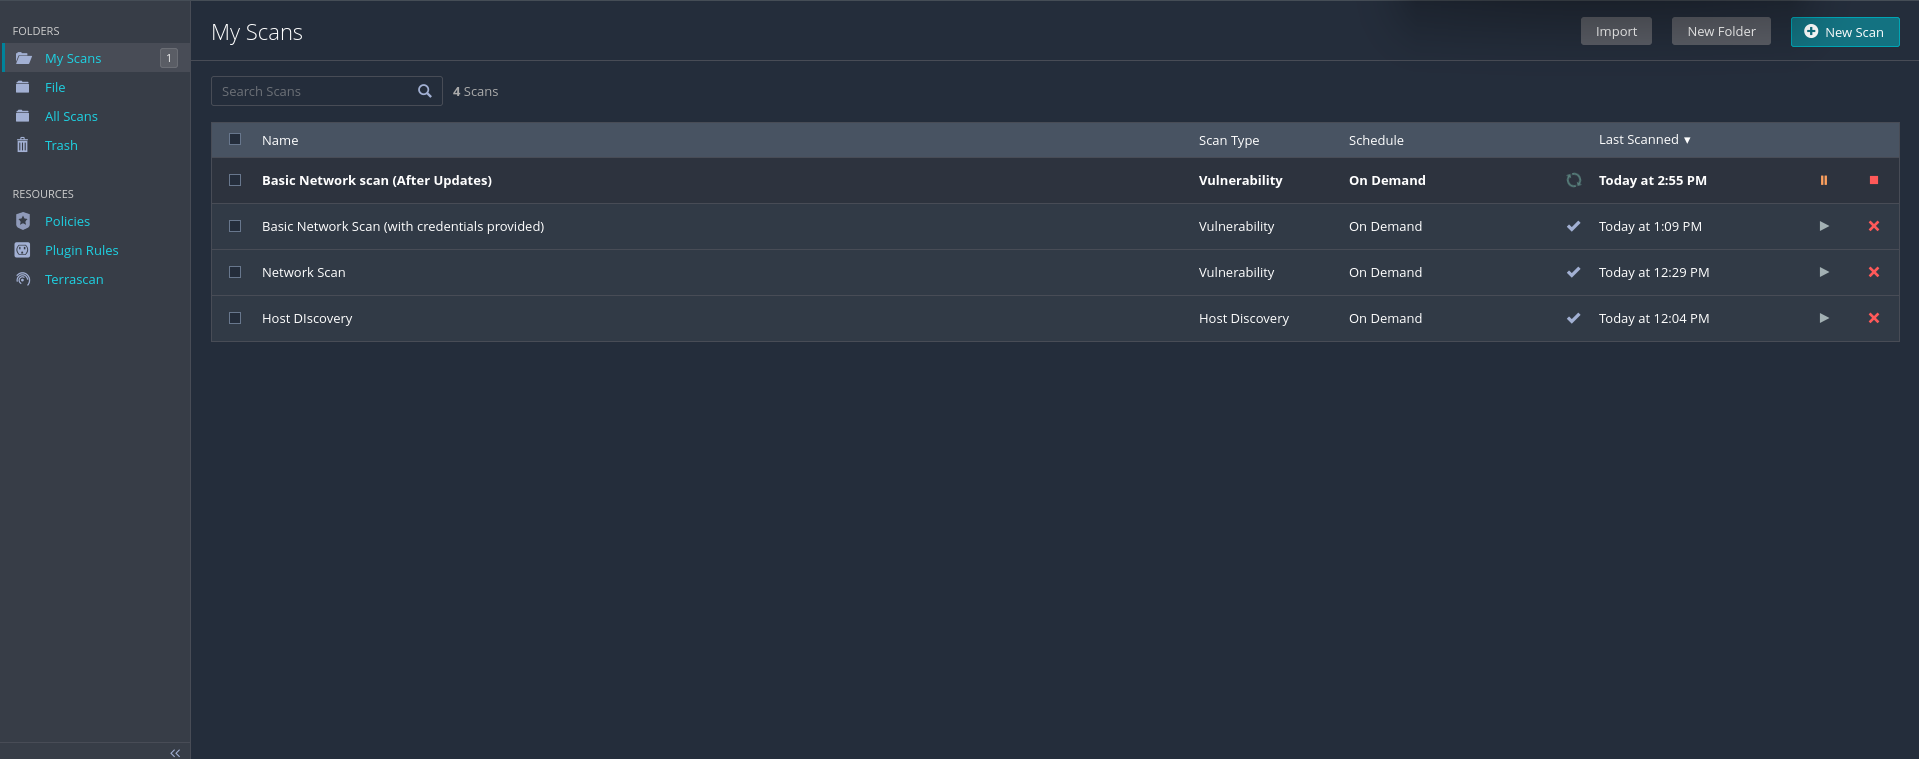 FOLDERS
My Scans 1
File
All Scans
Trash
RESOURCES
Policies
Plugin Rules
Terrascan
My Scans
Import New Folder New Scan
Search Scans 4 Scans
Name Scan Type Schedule Last Scanned ▼
Basic Network scan (After Updates) Vulnerability On Demand Today at 2:55 PM
Basic Network Scan (with credentials provided) Vulnerability On Demand Today at 1:09 PM
Network Scan Vulnerability On Demand Today at 12:29 PM
Host DIscovery Host Discovery On Demand Today at 12:04 PM